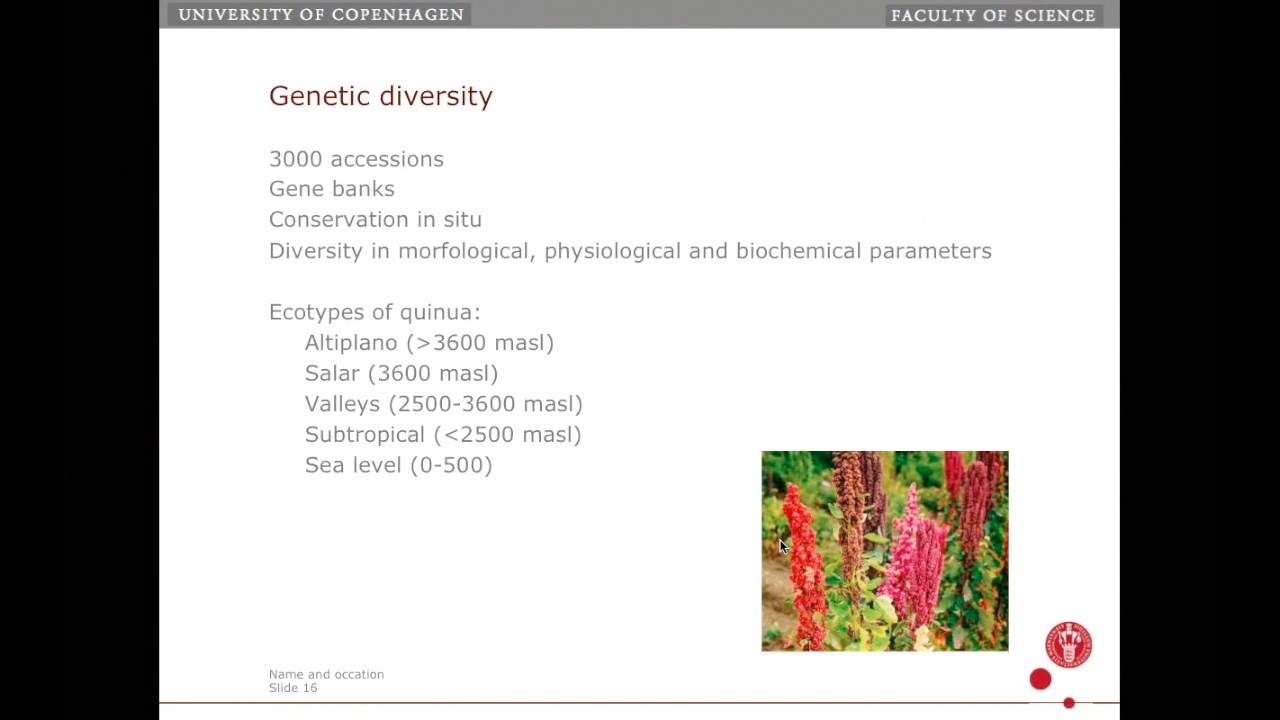 UNIVERSITY OF COPENHAGEN
FACULTY OF SCIENCE
Genetic diversity
3000 accessions
Gene banks
Conservation in situ
Diversity in morfological, physiological and biochemical parameters
Ecotypes of quinua:
Altiplano (>3600 masl)
Salar (3600 masl)
Valleys (2500-3600 masl)
Subtropical (<2500 masl)
Sea level (0-500)
Name and occation
Slide 16